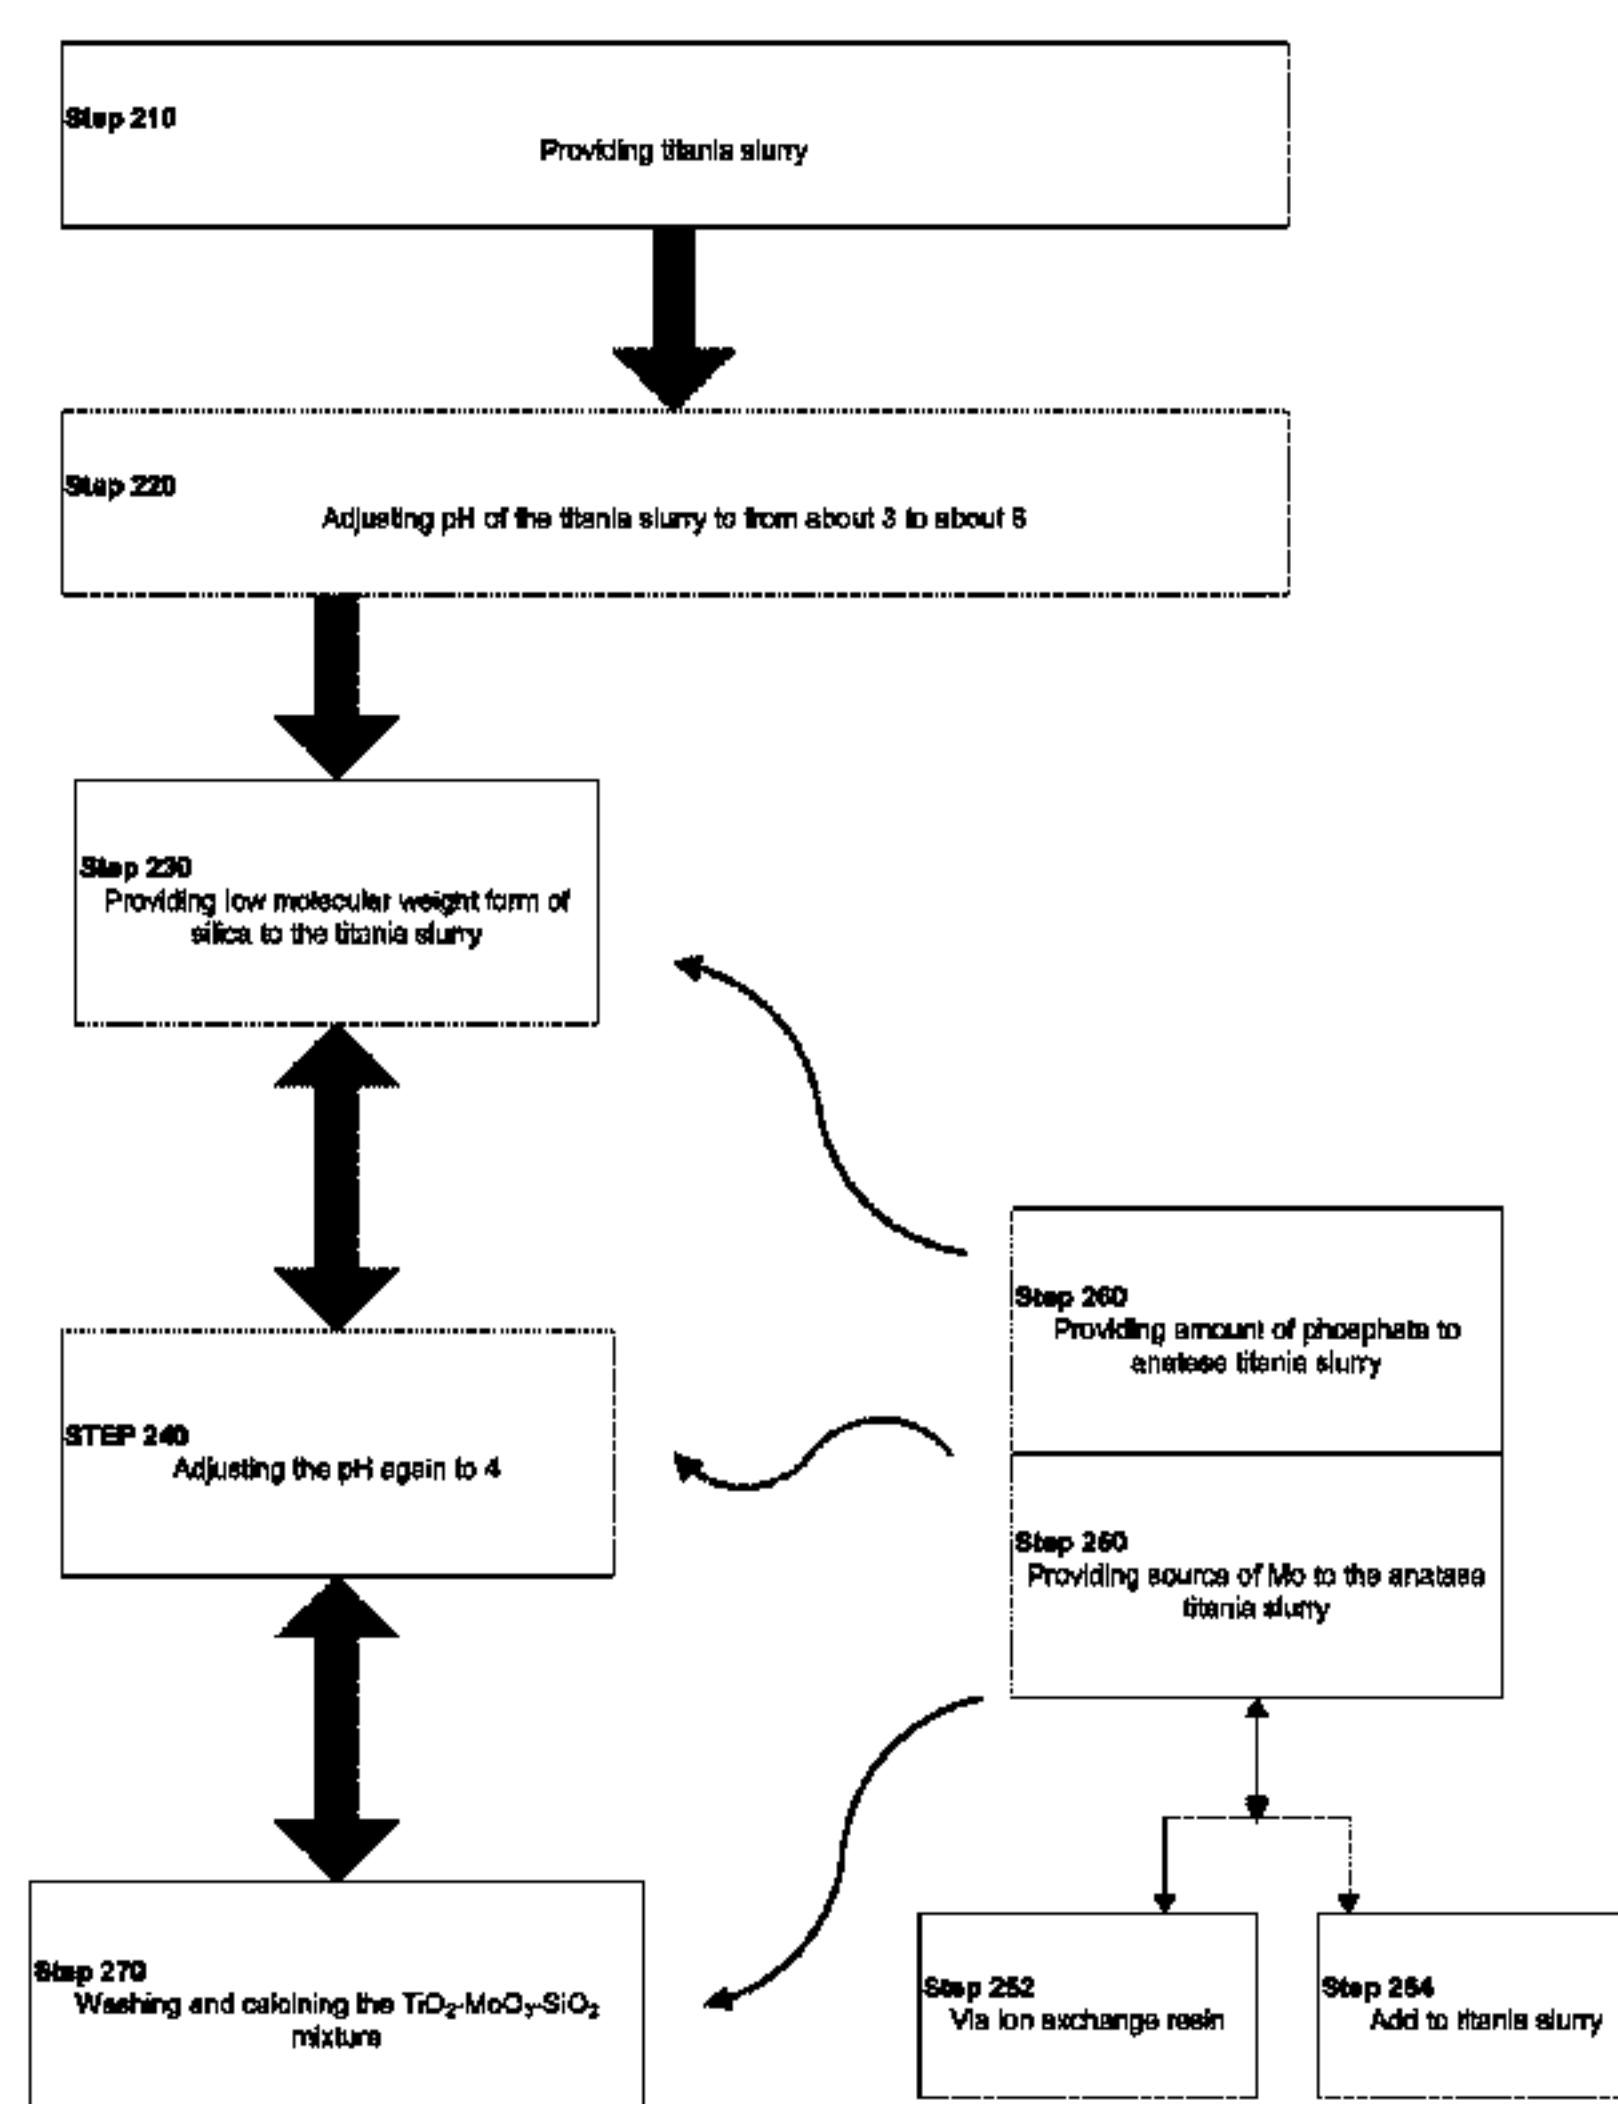 Step 210
Providing titania slurry
Step 220
Adjusting pH of the titania slurry to from about 3 to about
Step 230
Providing low molecular weight form of
silica to the titania slurry
Step 260
Providing amount of phosphate to
anatase titania slurry
STEP 240
Adjusting the pH again to 4
Step 250
Providing source of Mo to the anatase
titania slurry
Step 270
Washing and calcining the TiO₂-MoO₃-SiO₂
mixture
Step 252
Via ion exchange resin
Step 254
Add to titania slurry